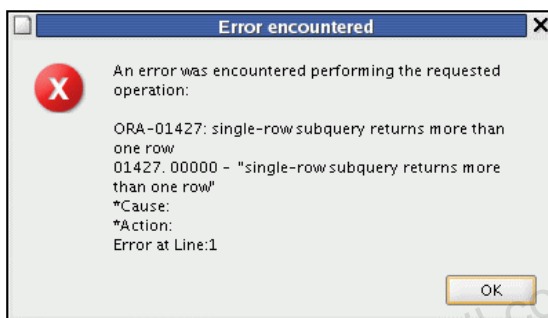 Error encountered
An error was encountered performing the requested
operation:
ORA-01427: single-row subquery returns more than
one row
01427. 00000 - "single-row subquery returns more
than one row"
*Cause:
*Action:
Error at Line:1
OK